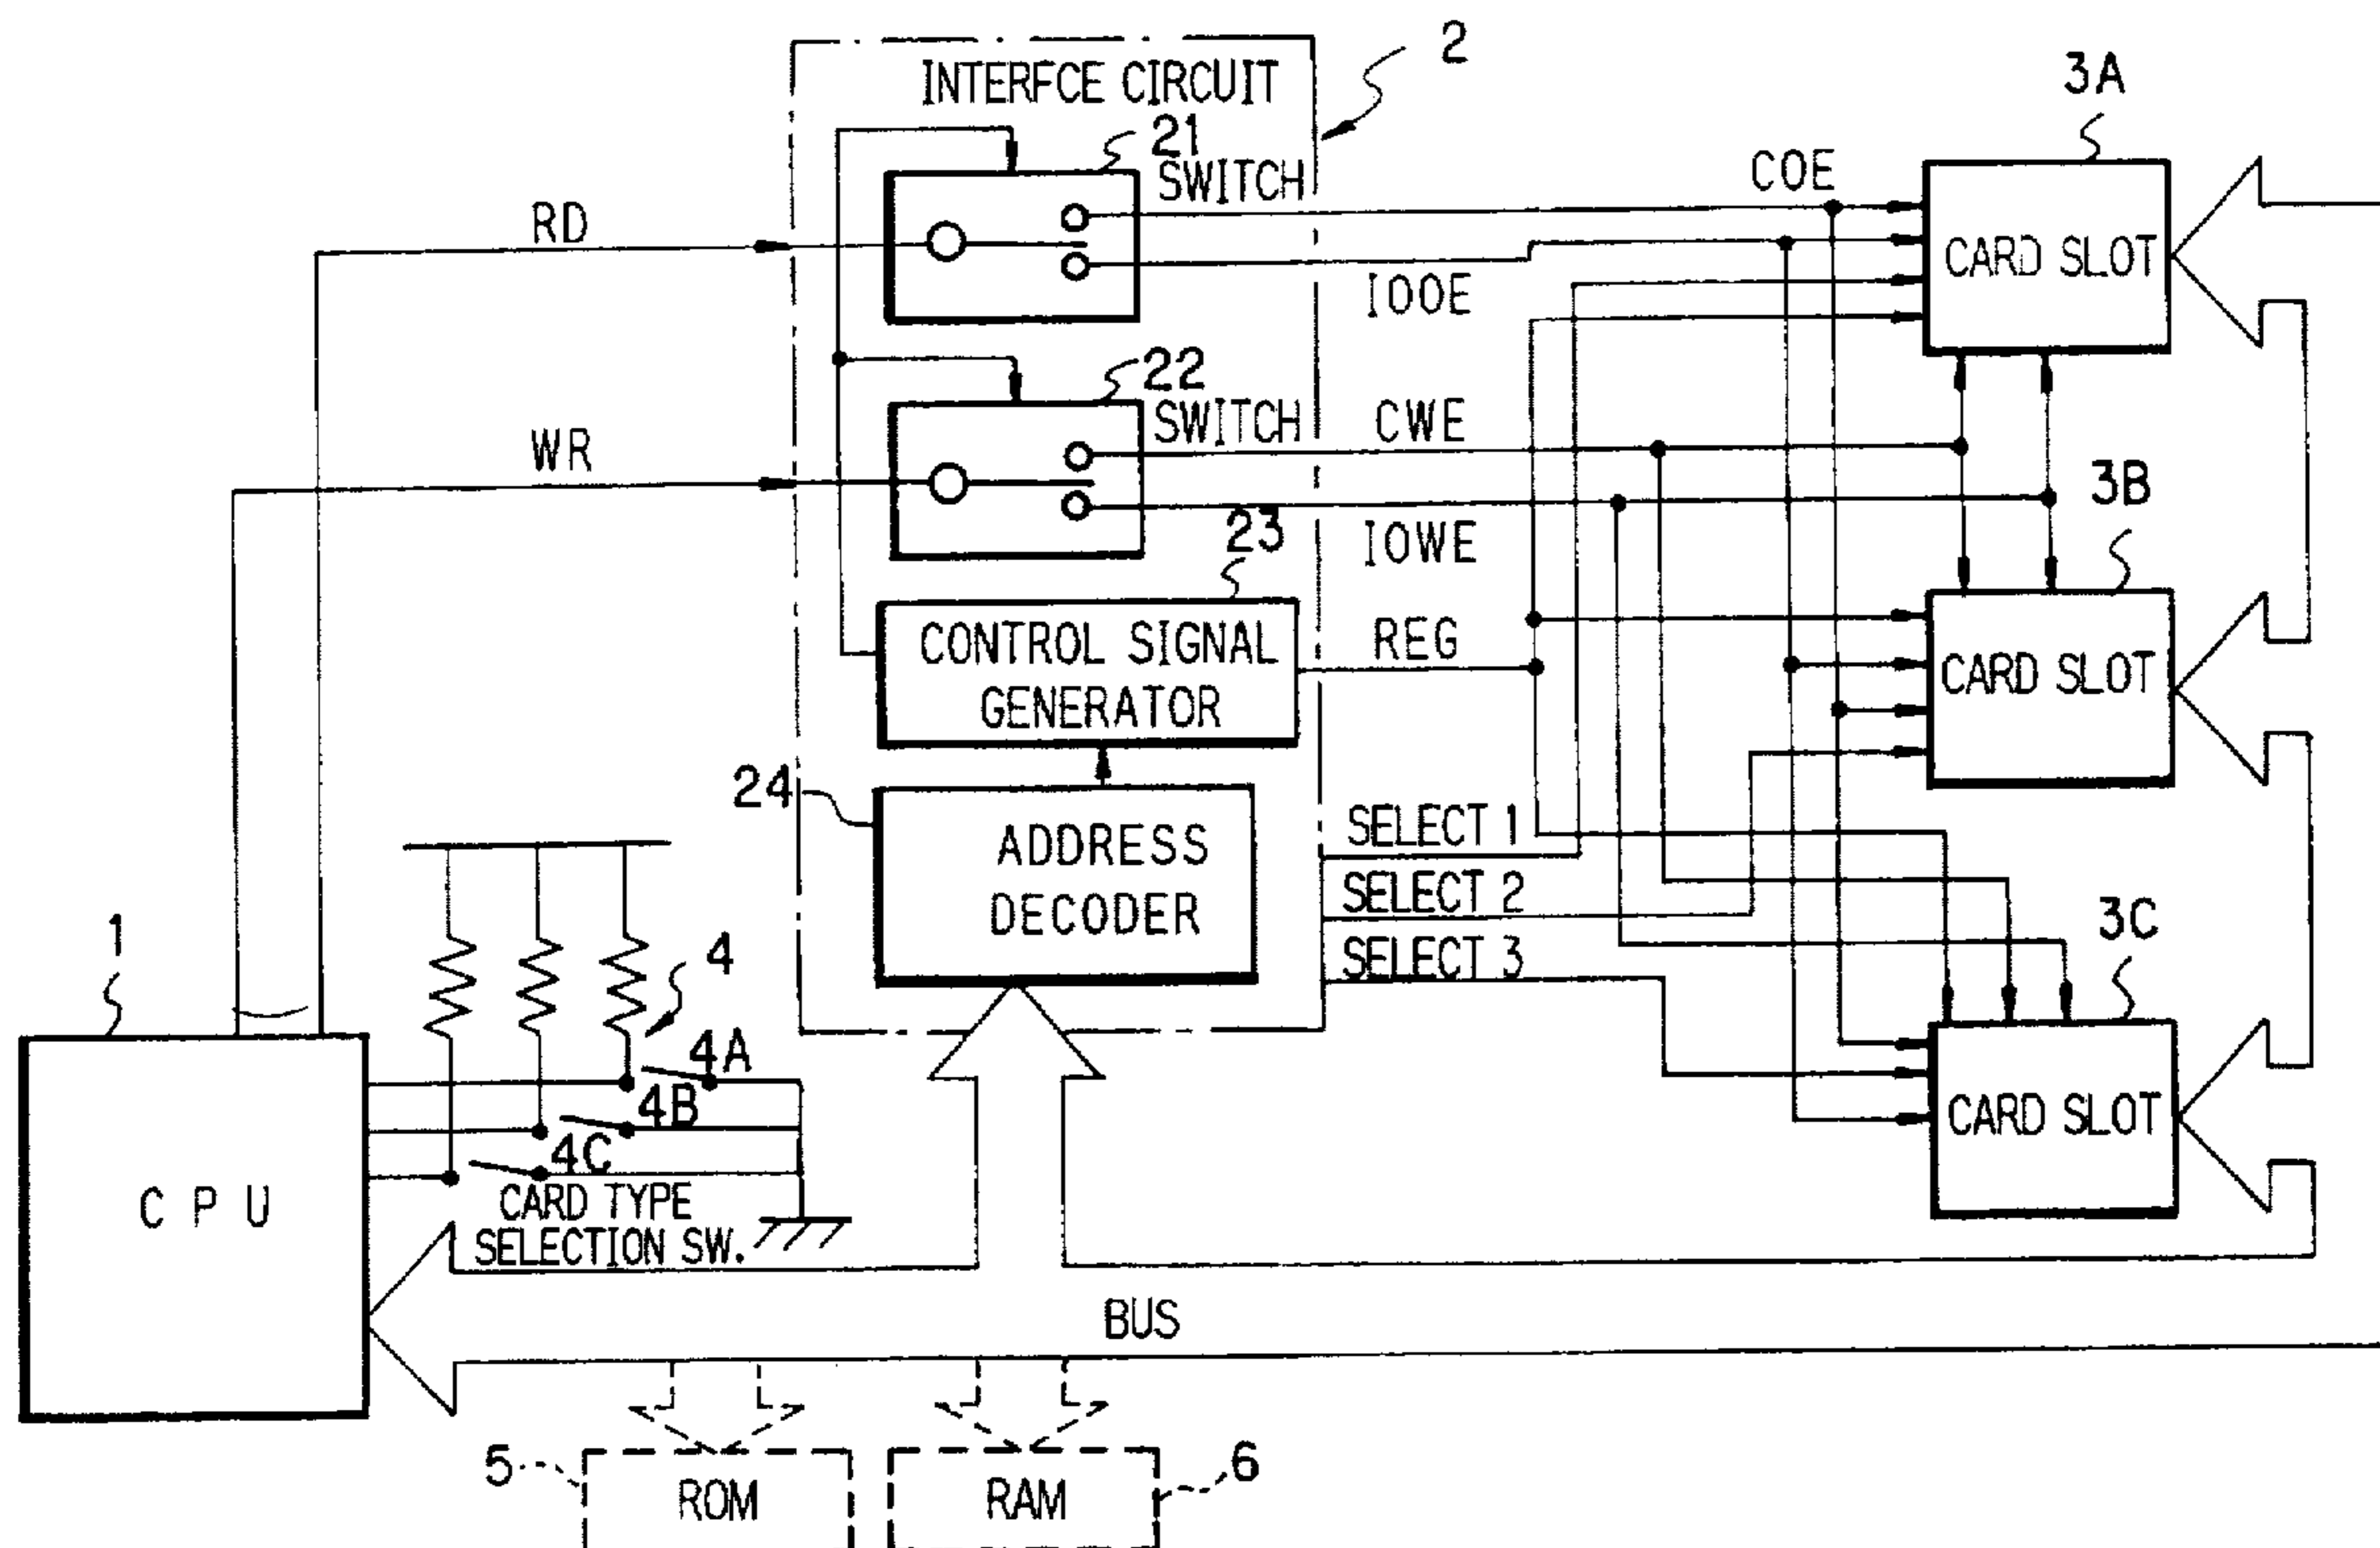 2
INTERFCE CIRCUIT
3A
21
SWITCH
COE
RD
CARD SLOT
IOOE
22
SWITCH
CWE
WR
3B
23
IOWE
CONTROL SIGNAL
GENERATOR
REG
CARD SLOT
24
ADDRESS
DECODER
SELECT 1
SELECT 2
SELECT 3
3C
1
4
4A
4B
4C
CARD SLOT
CPU
CARD TYPE
SELECTION SW.
BUS
5
ROM
RAM
6